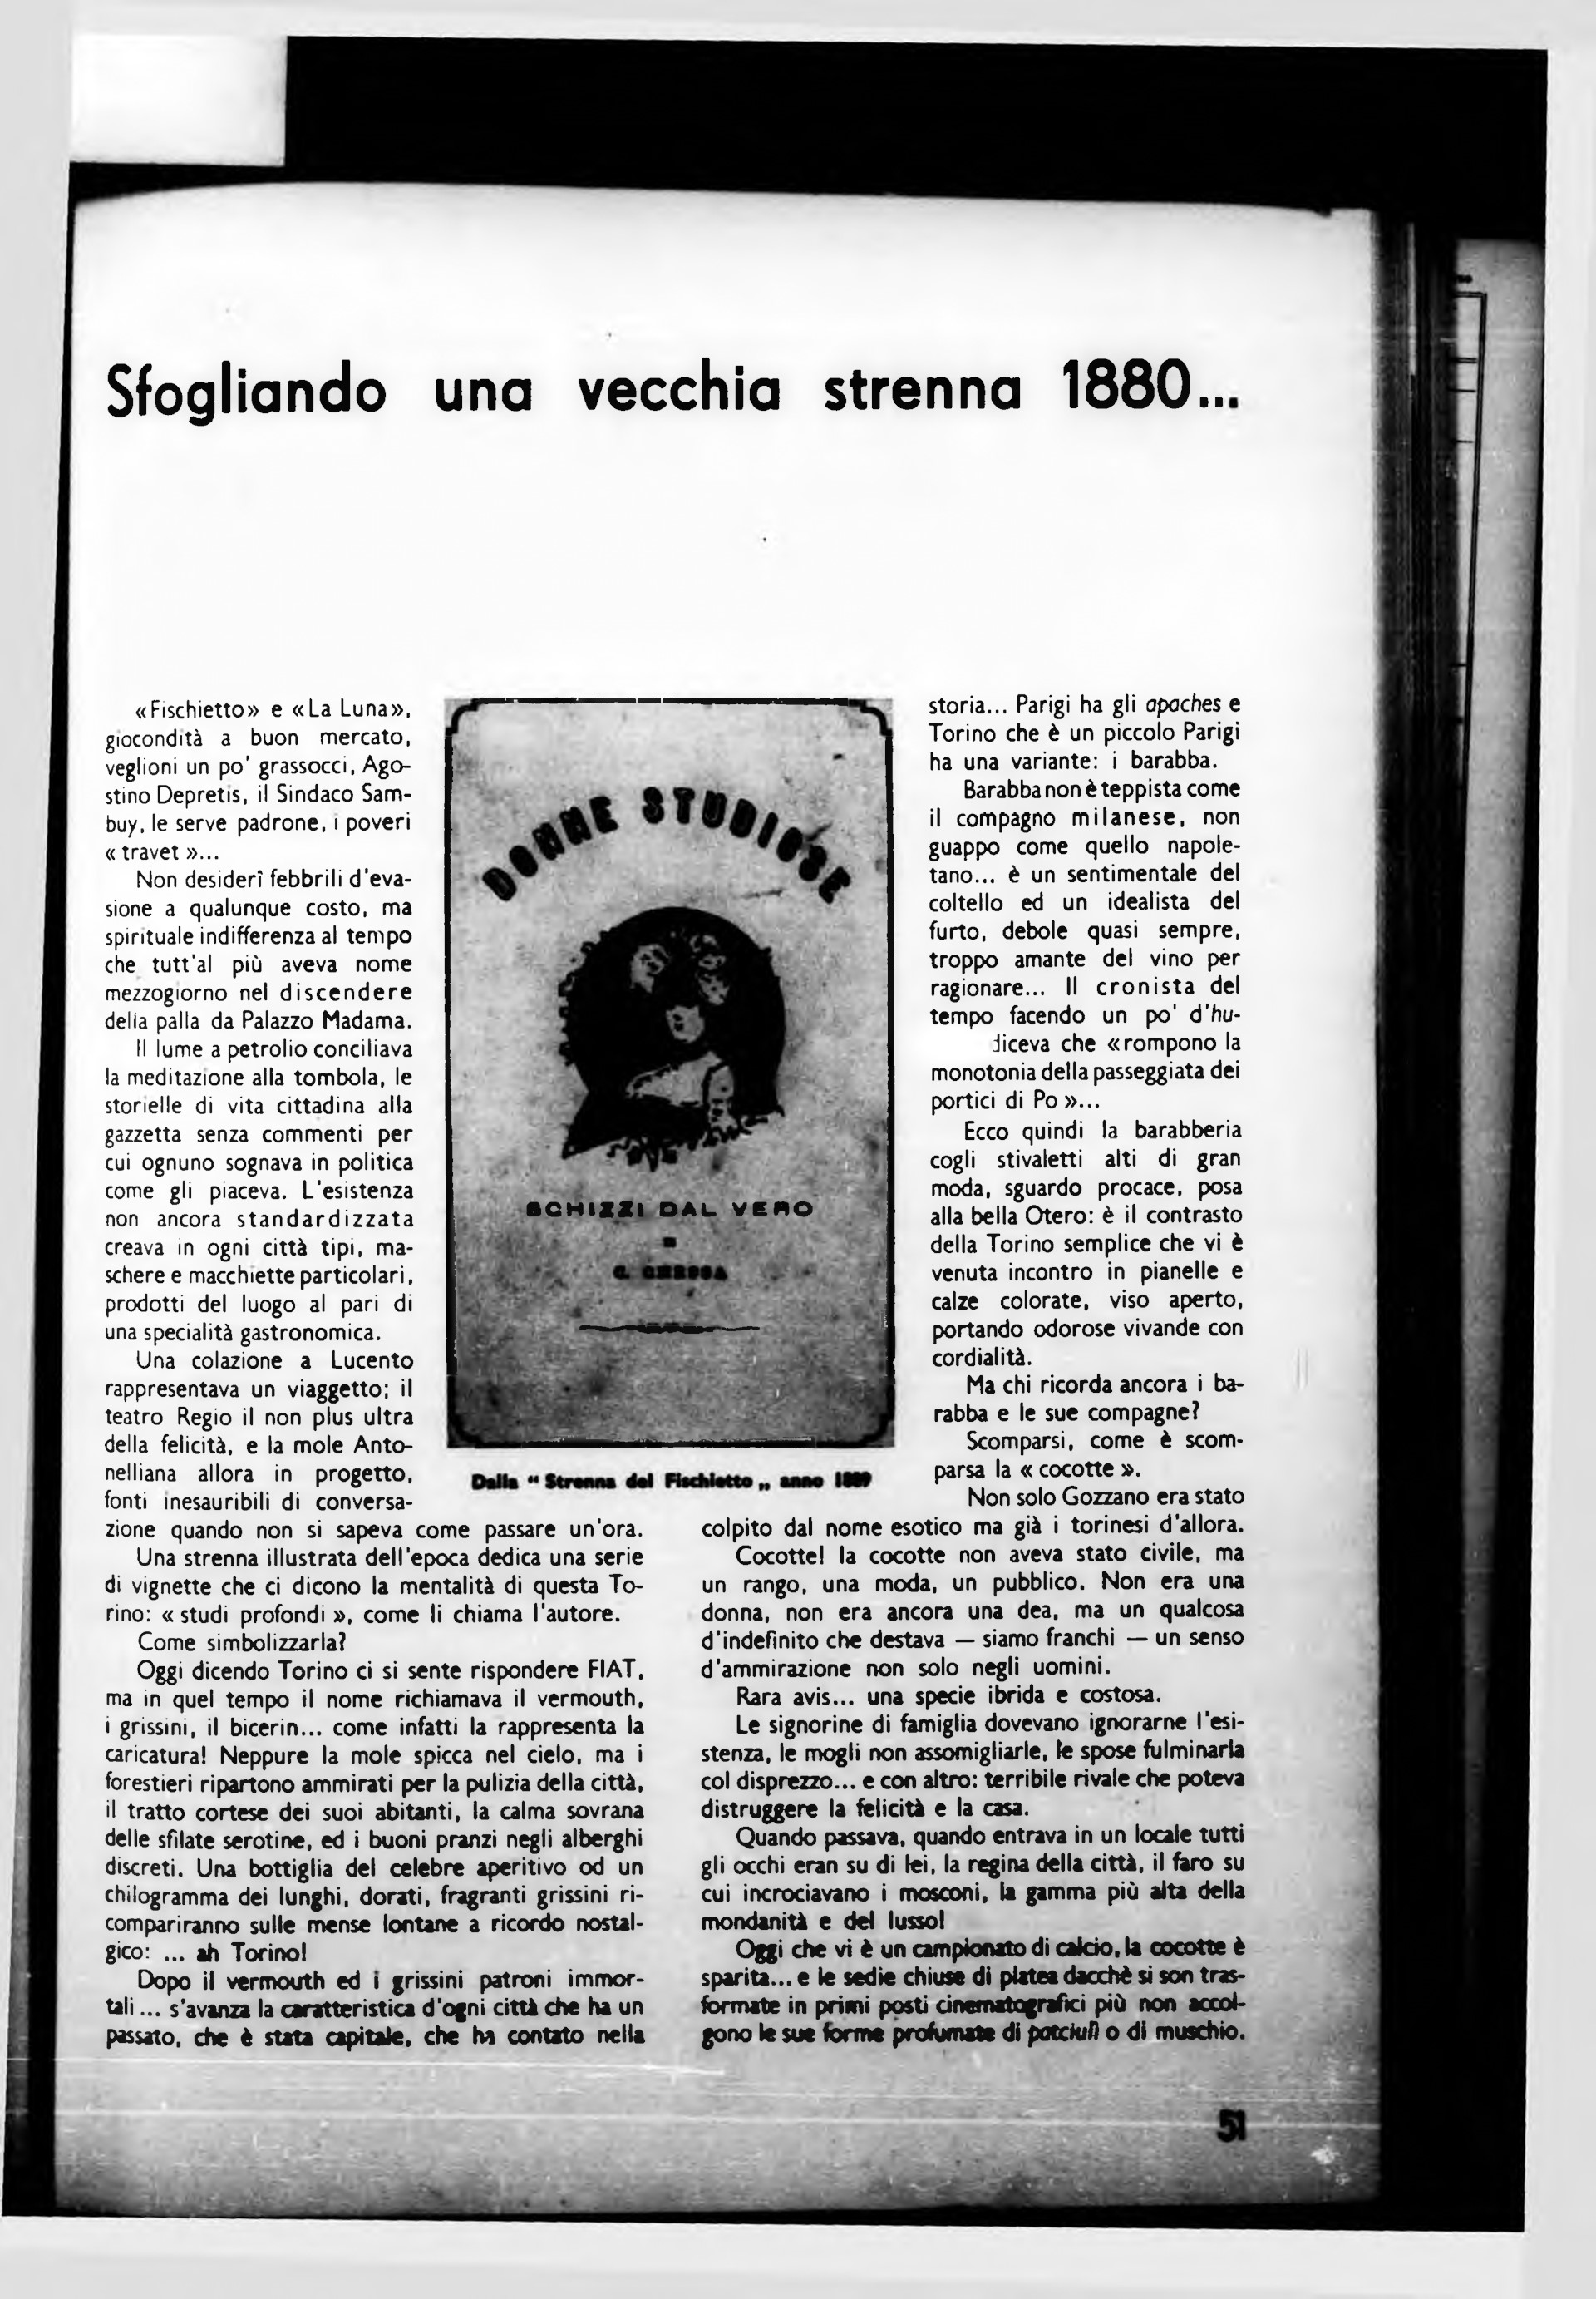 Sfogliando una vecchia strenna 1880...
«Fischietto» e «La Luna»,
giocondità a buon mercato,
veglioni un po' grassocci, Ago-
stino Depretis, il Sindaco Sam-
buy, le serve padrone, i poveri
« travet »...
Non desiderî febbrili d'eva-
sione a qualunque costo, ma
spirituale indifferenza al tempo
che tutt'al più aveva nome
mezzogiorno nel discendere
della palla da Palazzo Madama.
Il lume a petrolio conciliava
la meditazione alla tombola, le
storielle di vita cittadina alla
gazzetta senza commenti per
cui ognuno sognava in politica
come gli piaceva. L'esistenza
non ancora standardizzata
creava in ogni città tipi, ma-
schere e macchiette particolari,
prodotti del luogo al pari di
una specialità gastronomica.
Una colazione a Lucento
rappresentava un viaggetto; il
teatro Regio il non plus ultra
della felicità, e la mole Anto-
nelliana allora in progetto,
fonti inesauribili di conversa-
zione quando non si sapeva come passare un'ora.
Una strenna illustrata dell'epoca dedica una serie
di vignette che ci dicono la mentalità di questa To-
rino: « studi profondi », come li chiama l'autore.
Come simbolizzarla?
Oggi dicendo Torino ci si sente rispondere FIAT,
ma in quel tempo il nome richiamava il vermouth,
i grissini, il bicerin... come infatti la rappresenta la
caricatura! Neppure la mole spicca nel cielo, ma i
forestieri ripartono ammirati per la pulizia della città,
il tratto cortese dei suoi abitanti, la calma sovrana
delle sfilate serotine, ed i buoni pranzi negli alberghi
discreti. Una bottiglia del celebre aperitivo od un
chilogramma dei lunghi, dorati, fragranti grissini ri-
compariranno sulle mense lontane a ricordo nostal-
gico: ... ah Torino!
Dopo il vermouth ed i grissini patroni immor-
tali ... s'avanza la caratteristica d'ogni città che ha un
passato, che è stata capitale, che ha contato nella
DONNE STUDIOSE
SCHIZZI DAL VERO
Dalla “ Strenna del Fischietto „ anno
storia... Parigi ha gli apaches e
Torino che è un piccolo Parigi
ha una variante: i barabba.
Barabba non è teppista come
il compagno milanese, non
guappo come quello napole-
tano... è un sentimentale del
coltello ed un idealista del
furto, debole quasi sempre,
troppo amante del vino per
ragionare... Il cronista del
tempo facendo un po' d'hu-
diceva che «rompono la
monotonia della passeggiata dei
portici di Po »...
Ecco quindi la barabberia
cogli stivaletti alti di gran
moda, sguardo procace, posa
alla bella Otero: è il contrasto
della Torino semplice che vi è
venuta incontro in pianelle e
calze colorate, viso aperto,
portando odorose vivande con
cordialità.
Ma chi ricorda ancora i ba-
rabba e le sue compagne?
Scomparsi, come è scom-
parsa la « cocotte ».
Non solo Gozzano era stato
colpito dal nome esotico ma già i torinesi d'allora.
Cocotte! la cocotte non aveva stato civile, ma
un rango, una moda, un pubblico. Non era una
donna, non era ancora una dea, ma un qualcosa
d'indefinito che destava — siamo franchi — un senso
d'ammirazione non solo negli uomini.
Rara avis... una specie ibrida e costosa.
Le signorine di famiglia dovevano ignorarne l'esi-
stenza, le mogli non assomigliarle, le spose fulminarla
col disprezzo... e con altro: terribile rivale che poteva
distruggere la felicità e la casa.
Quando passava, quando entrava in un locale tutti
gli occhi eran su di lei, la regina della città, il faro su
cui incrociavano i mosconi, la gamma più alta della
mondanità e del lusso!
Oggi che vi è un campionato di calcio, la cocotte è
sparita... e le sedie chiuse di platea dacchè si son tras-
formate in primi posti cinematografici più non accol-
gono le sue forme profumate di patciulì o di muschio.
51